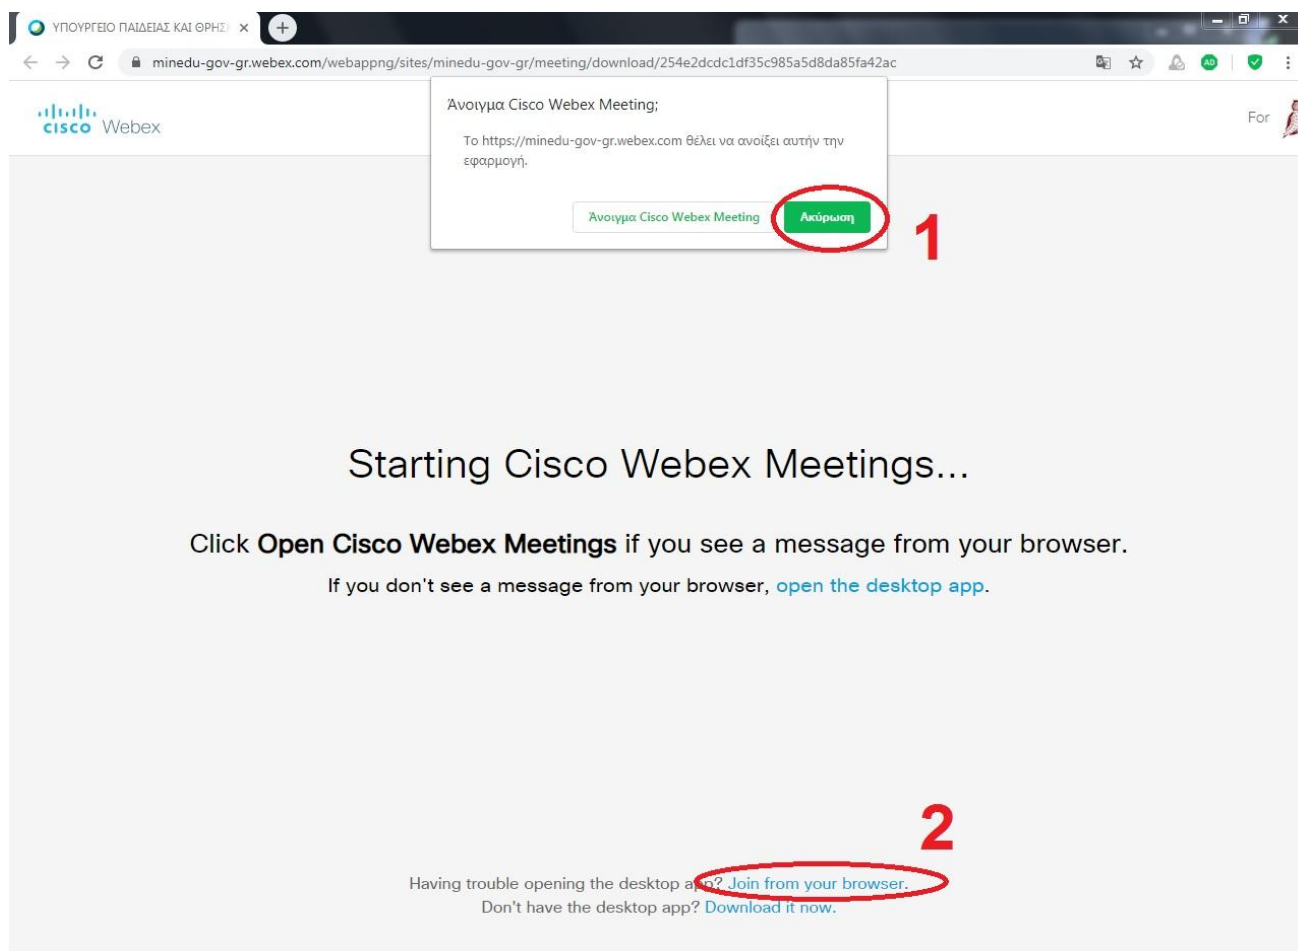 ΥΠΟΥΡΓΕΙΟ ΠΑΙΔΕΙΑΣ ΚΑΙ ΘΡΗΣ
minedu-gov-gr.webex.com/webappng/sites/minedu-gov-gr/meeting/download/254e2dcdc1df35c985a5d8da85fa42ac
AD
cisco Webex
For
Άνοιγμα Cisco Webex Meeting;
Το https://minedu-gov-gr.webex.com θέλει να ανοίξει αυτήν την
εφαρμογή.
Άνοιγμα Cisco Webex Meeting
Ακύρωση
1
Starting Cisco Webex Meetings...
Click Open Cisco Webex Meetings if you see a message from your browser.
If you don't see a message from your browser, open the desktop app.
2
Having trouble opening the desktop app? Join from your browser.
Don't have the desktop app? Download it now.